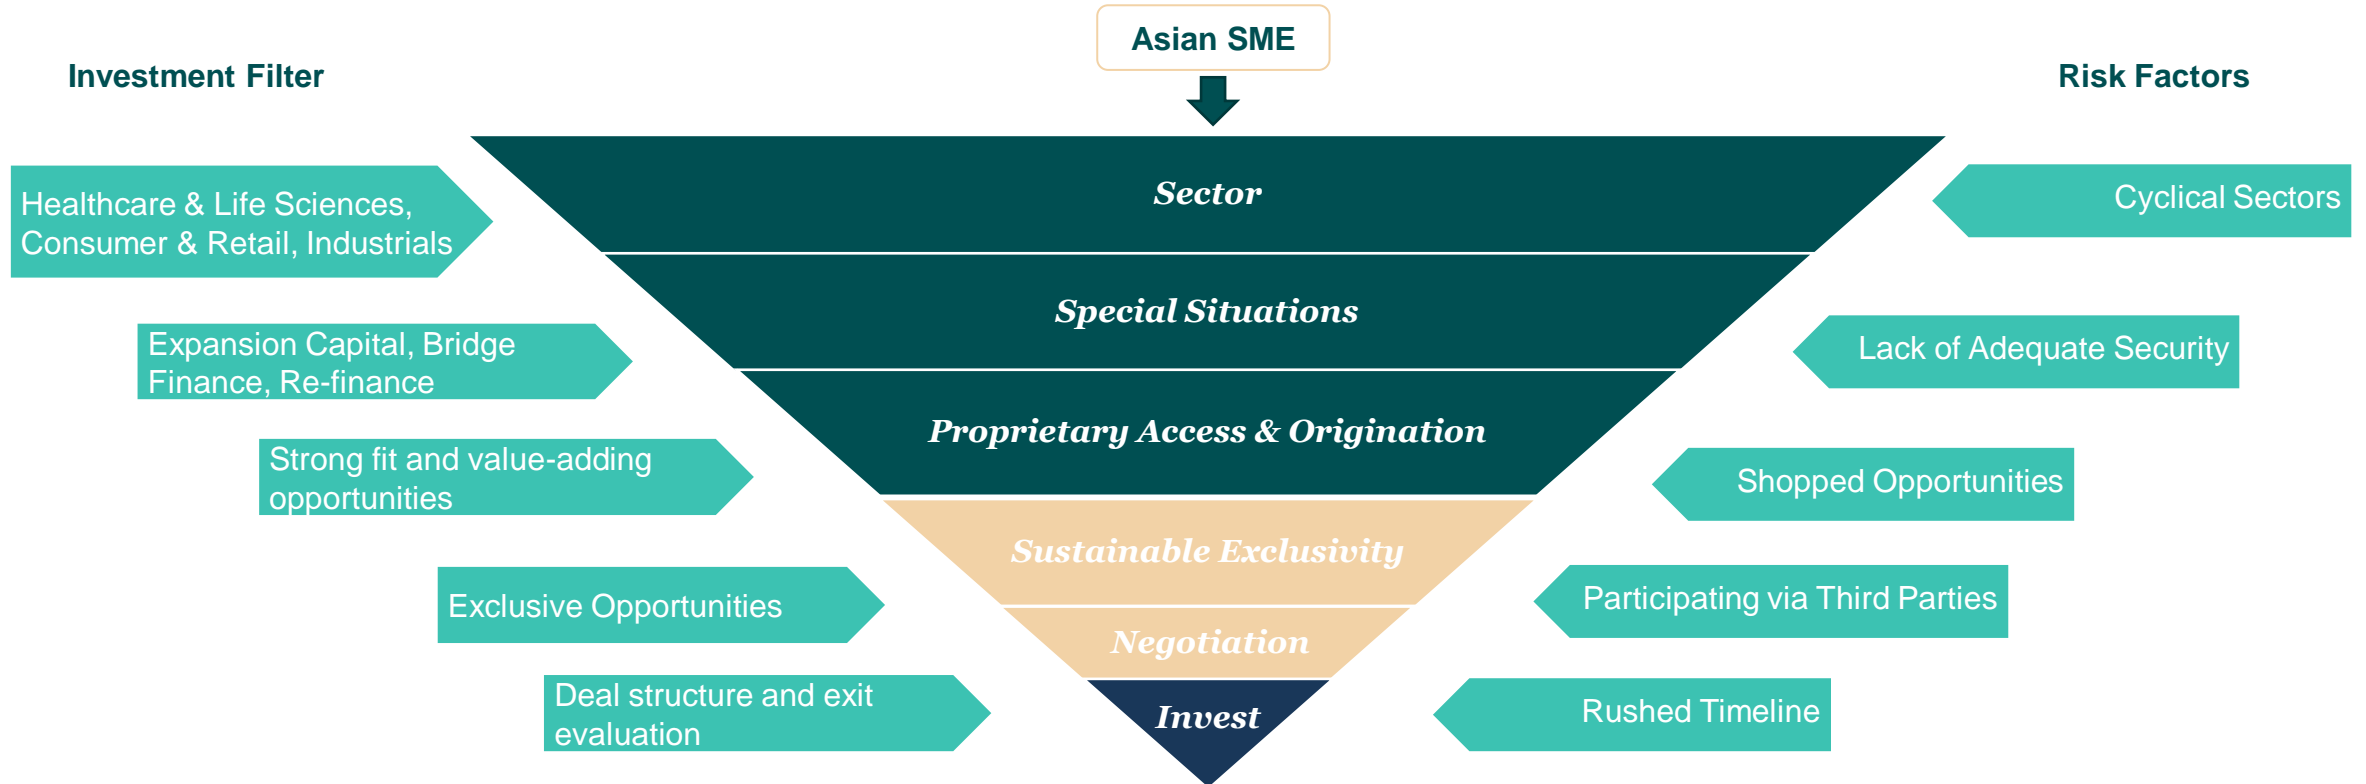 Asian SME
Investment Filter
Risk Factors
Sector
Healthcare & Life Sciences,
Consumer & Retail, Industrials
Cyclical Sectors
Special Situations
Expansion Capital, Bridge
Finance, Re-finance
Lack of Adequate Security
Proprietary Access & Origination
Strong fit and value-adding
opportunities
Shopped Opportunities
Sustainable Exclusivity
Exclusive Opportunities
Participating via Third Parties
Negotiation
Deal structure and exit
evaluation
Invest
Rushed Timeline